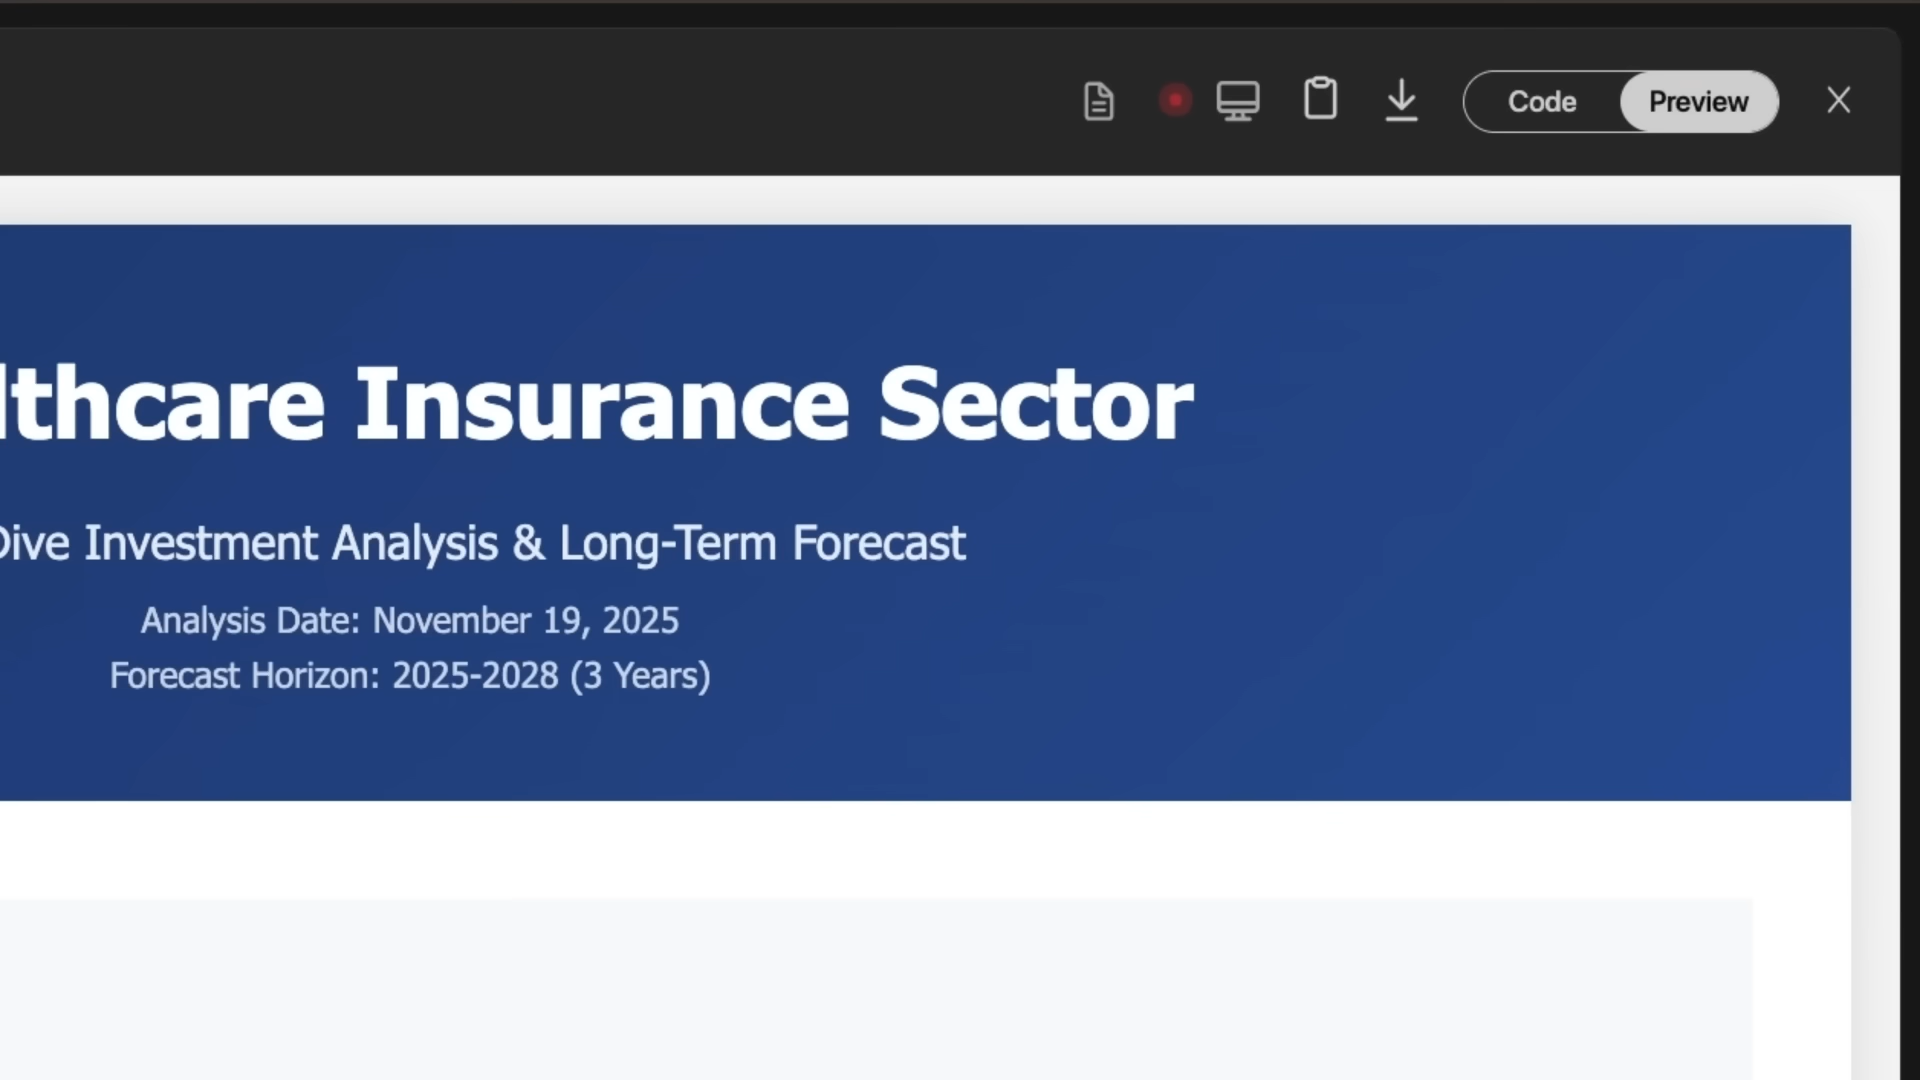 Code Preview
lthcare Insurance Sector
Dive Investment Analysis & Long-Term Forecast
Analysis Date: November 19, 2025
Forecast Horizon: 2025-2028 (3 Years)